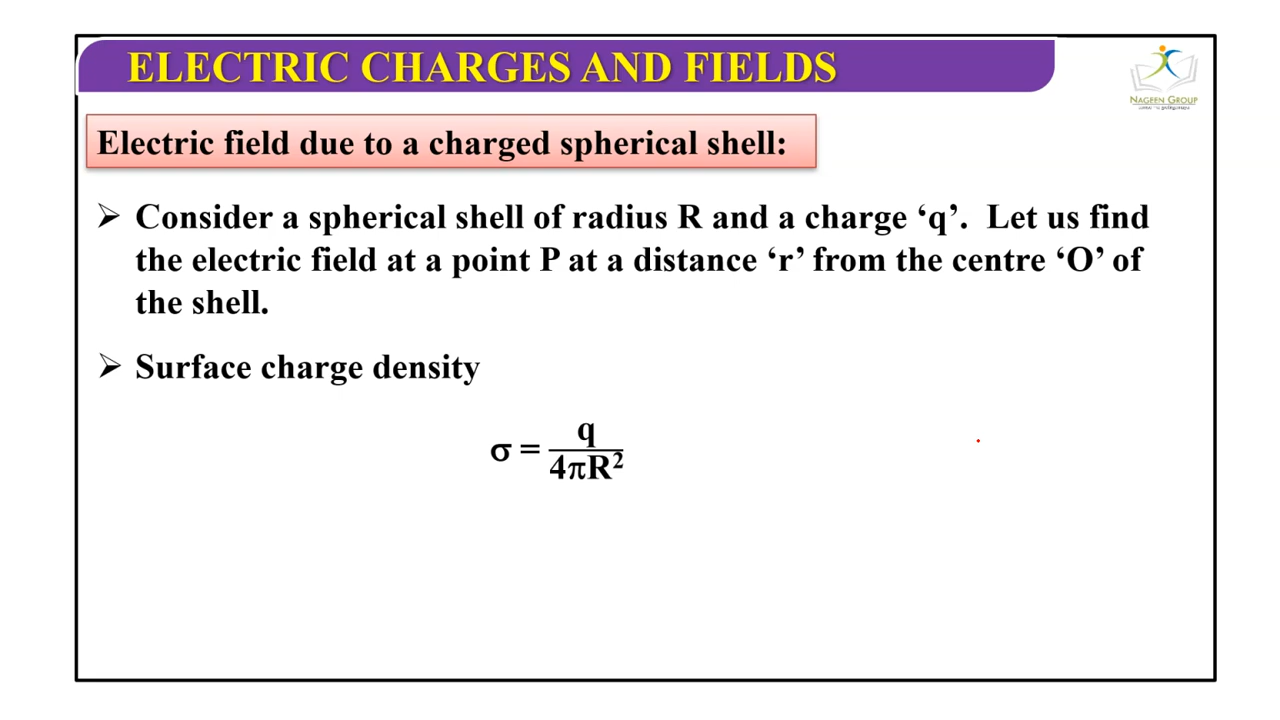 ELECTRIC CHARGES AND FIELDS
NAGEEN GROUP
Electric field due to a charged spherical shell:
➢ Consider a spherical shell of radius R and a charge ‘q’. Let us find
the electric field at a point P at a distance ‘r’ from the centre ‘O’ of
the shell.
➢ Surface charge density
σ = q / 4πR²